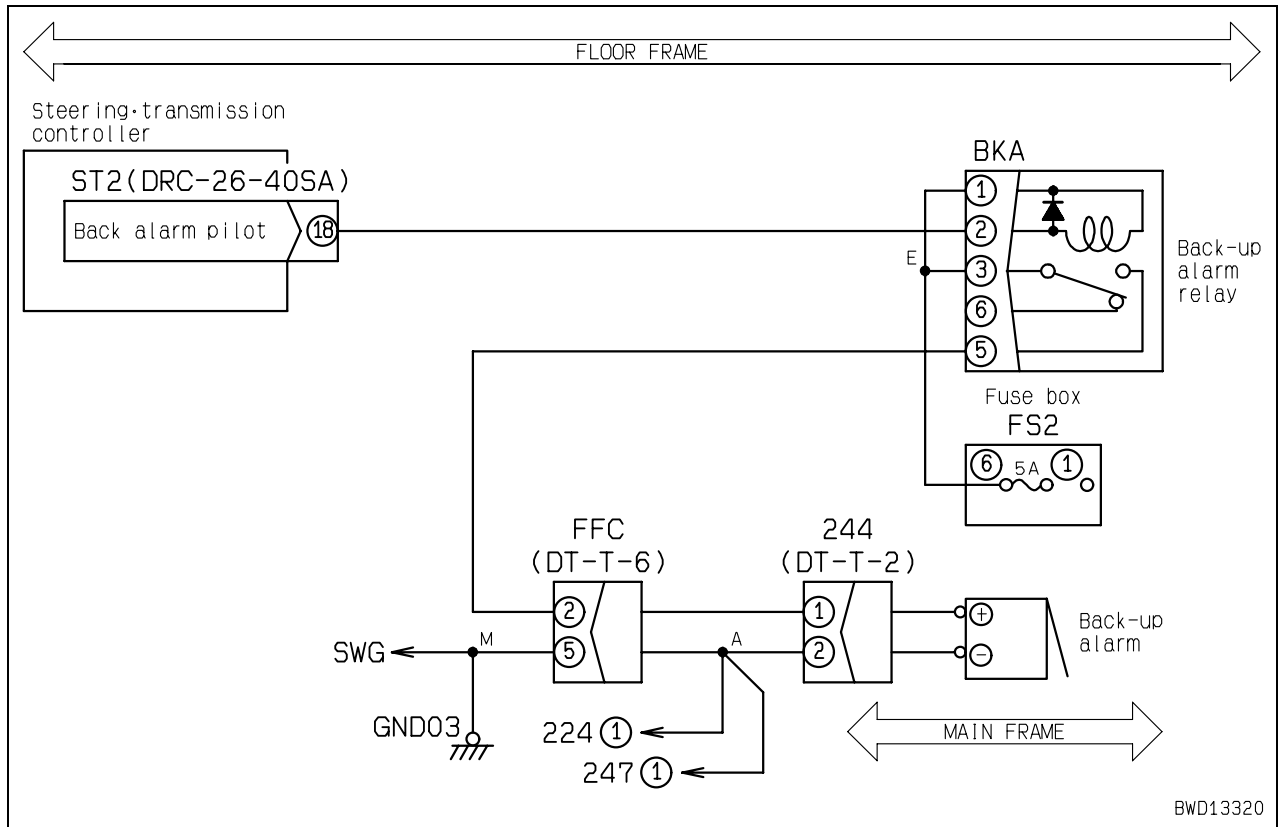 FLOOR FRAME
Steering·transmission
controller
ST2(DRC-26-40SA)
Back alarm pilot
18
BKA
1
2
E
3
6
5
Back-up
alarm
relay
Fuse box
FS2
6 5A 1
FFC
(DT-T-6)
244
(DT-T-2)
2
1
+
Back-up
alarm
SWG
M
5
A
2
−
GND03
224 1
247 1
MAIN FRAME
BWD13320